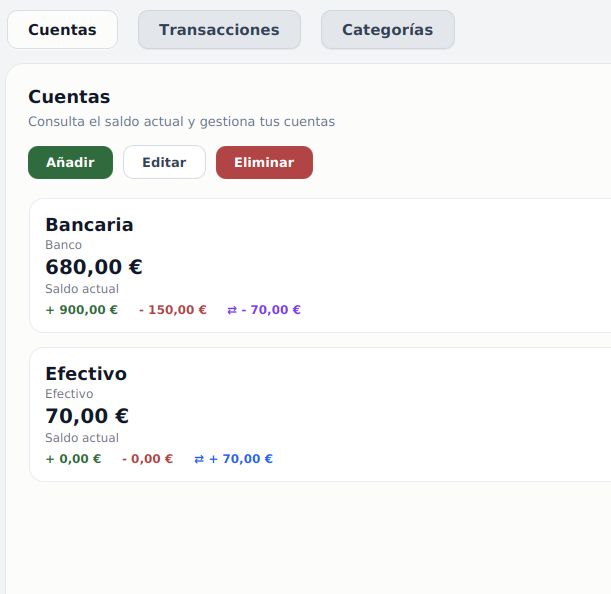 Cuentas Transacciones Categorías
Cuentas
Consulta el saldo actual y gestiona tus cuentas
Añadir Editar Eliminar
Bancaria
Banco
680,00 €
Saldo actual
+ 900,00 € - 150,00 € ⇄ - 70,00 €
Efectivo
Efectivo
70,00 €
Saldo actual
+ 0,00 € - 0,00 € ⇄ + 70,00 €